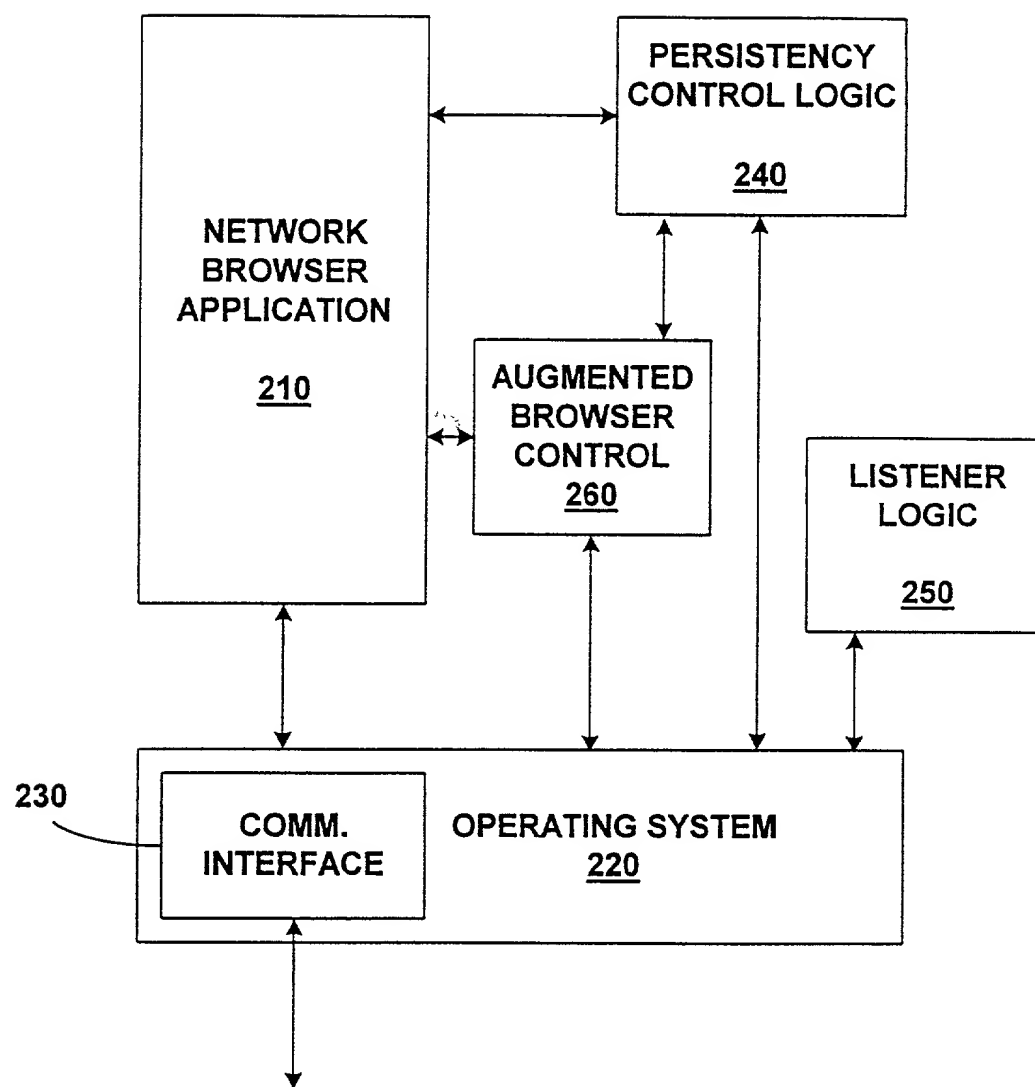 PERSISTENCY
CONTROL LOGIC
240
NETWORK
BROWSER
APPLICATION
210
AUGMENTED
BROWSER
CONTROL
260
LISTENER
LOGIC
250
230
COMM.
INTERFACE
OPERATING SYSTEM
220